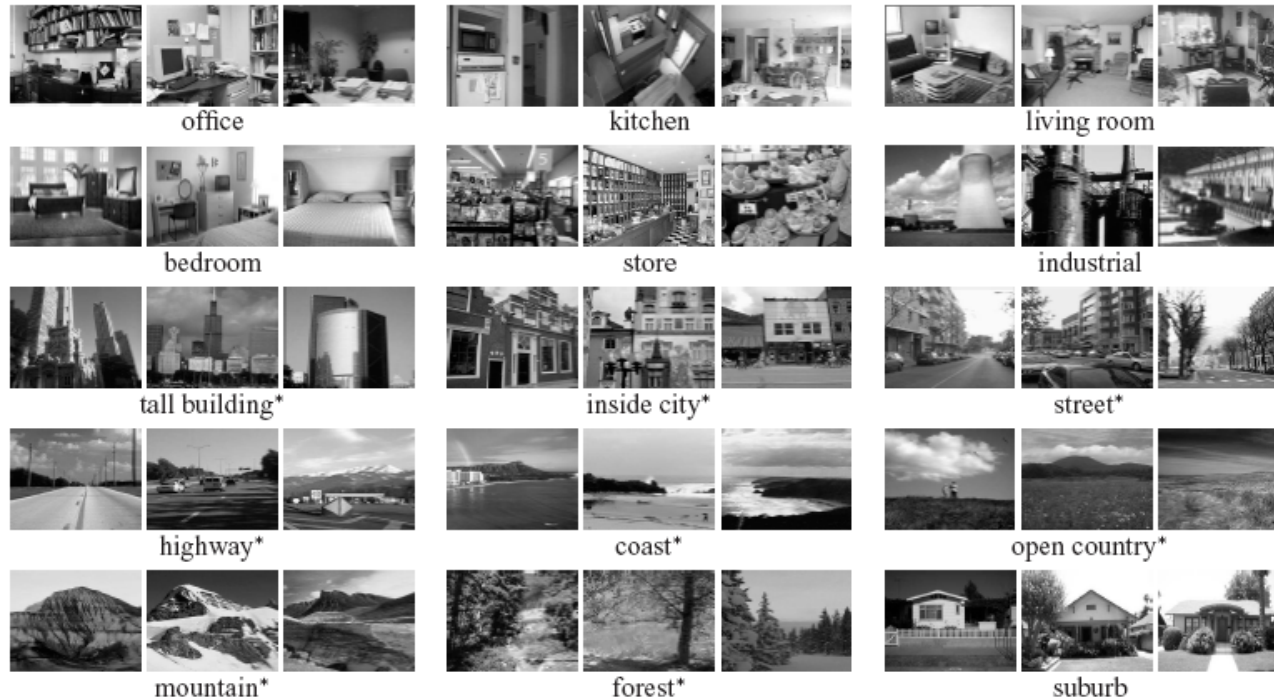 office
kitchen
living room
5
bedroom
store
industrial
tall building*
inside city*
street*
highway*
coast*
open country*
mountain*
forest*
suburb